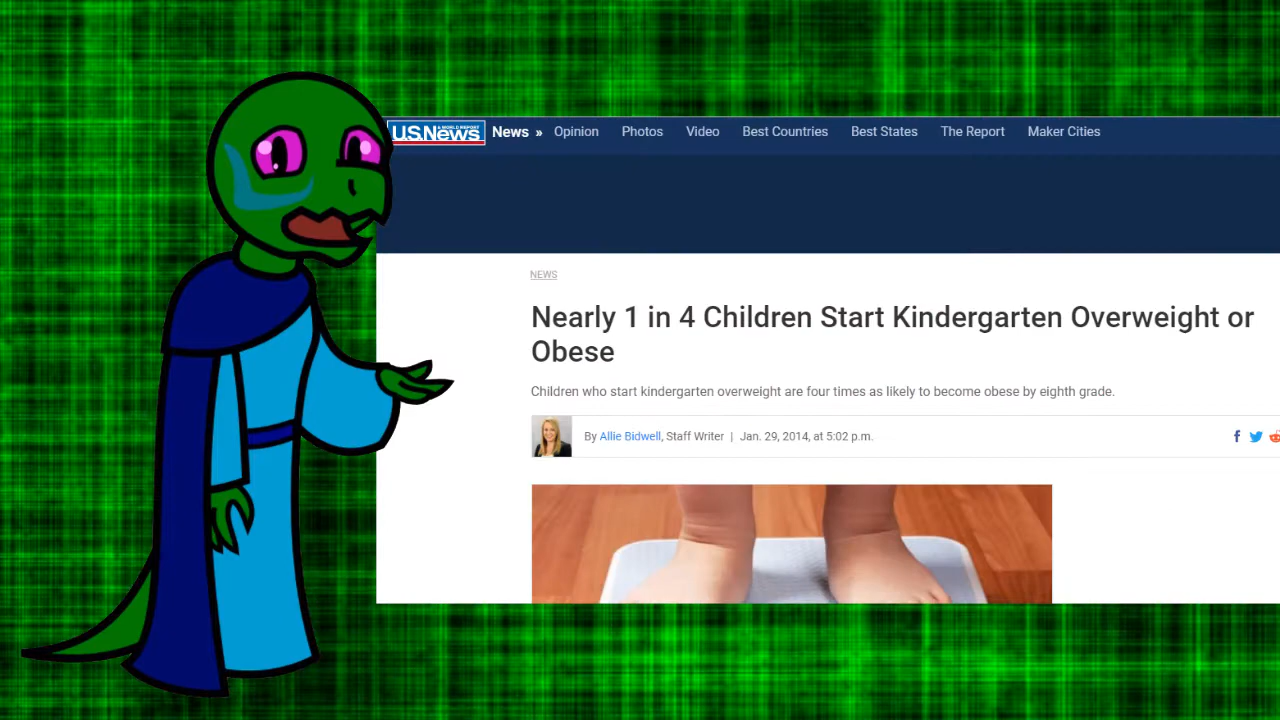 U.S.News
& WORLD REPORT
News » Opinion Photos Video Best Countries Best States The Report Maker Cities
NEWS
Nearly 1 in 4 Children Start Kindergarten Overweight or
Obese
Children who start kindergarten overweight are four times as likely to become obese by eighth grade.
By Allie Bidwell, Staff Writer | Jan. 29, 2014, at 5:02 p.m.